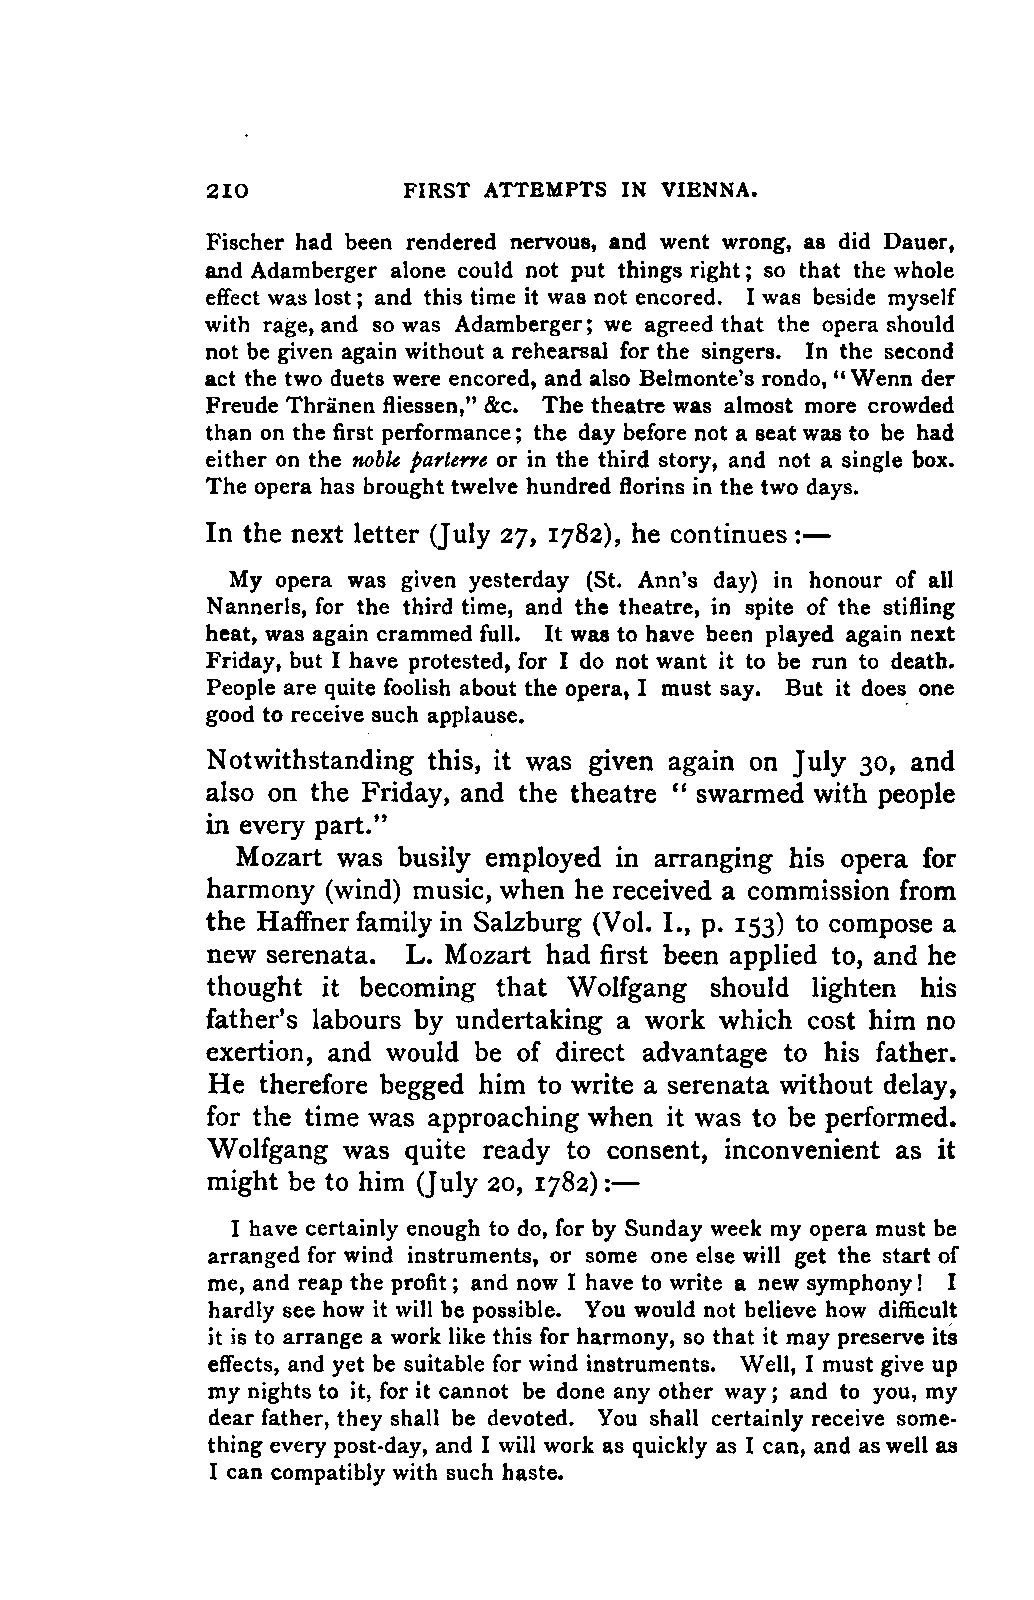 210 FIRST ATTEMPTS IN VIENNA.
Fischer had been rendered nervous, and went wrong, as did Dauer,
and Adamberger alone could not put things right; so that the whole
effect was lost; and this time it was not encored. I was beside myself
with rage, and so was Adamberger; we agreed that the opera should
not be given again without a rehearsal for the singers. In the second
act the two duets were encored, and also Belmonte's rondo, "Wenn der
Freude Thränen fliessen," &c. The theatre was almost more crowded
than on the first performance; the day before not a seat was to be had
either on the noble parterre or in the third story, and not a single box.
The opera has brought twelve hundred florins in the two days.
In the next letter (July 27, 1782), he continues:—
My opera was given yesterday (St. Ann's day) in honour of all
Nannerls, for the third time, and the theatre, in spite of the stifling
heat, was again crammed full. It was to have been played again next
Friday, but I have protested, for I do not want it to be run to death.
People are quite foolish about the opera, I must say. But it does one
good to receive such applause.
Notwithstanding this, it was given again on July 30, and
also on the Friday, and the theatre "swarmed with people
in every part."
Mozart was busily employed in arranging his opera for
harmony (wind) music, when he received a commission from
the Haffner family in Salzburg (Vol. I., p. 153) to compose a
new serenata. L. Mozart had first been applied to, and he
thought it becoming that Wolfgang should lighten his
father's labours by undertaking a work which cost him no
exertion, and would be of direct advantage to his father.
He therefore begged him to write a serenata without delay,
for the time was approaching when it was to be performed.
Wolfgang was quite ready to consent, inconvenient as it
might be to him (July 20, 1782):—
I have certainly enough to do, for by Sunday week my opera must be
arranged for wind instruments, or some one else will get the start of
me, and reap the profit; and now I have to write a new symphony! I
hardly see how it will be possible. You would not believe how difficult
it is to arrange a work like this for harmony, so that it may preserve its
effects, and yet be suitable for wind instruments. Well, I must give up
my nights to it, for it cannot be done any other way; and to you, my
dear father, they shall be devoted. You shall certainly receive some-
thing every post-day, and I will work as quickly as I can, and as well as
I can compatibly with such haste.